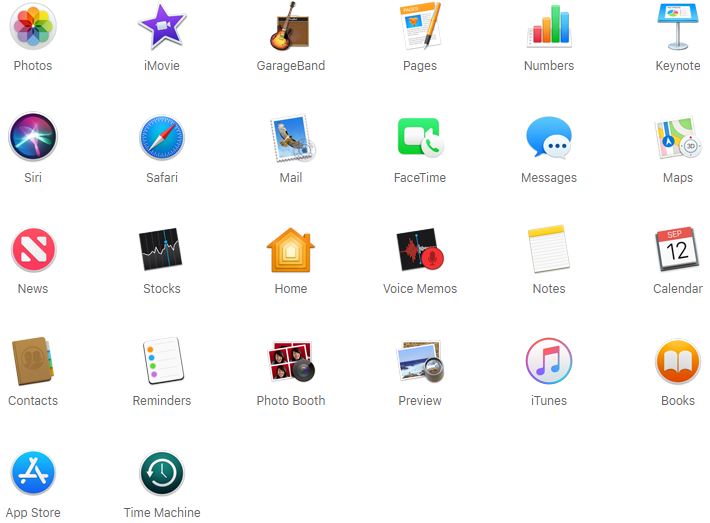 Photos
iMovie
GarageBand
Pages
Numbers
Keynote
Siri
Safari
Mail
FaceTime
Messages
3D
Maps
News
Stocks
Home
Voice Memos
Notes
SEP
12
Calendar
Contacts
Reminders
Photo Booth
Preview
iTunes
Books
App Store
Time Machine